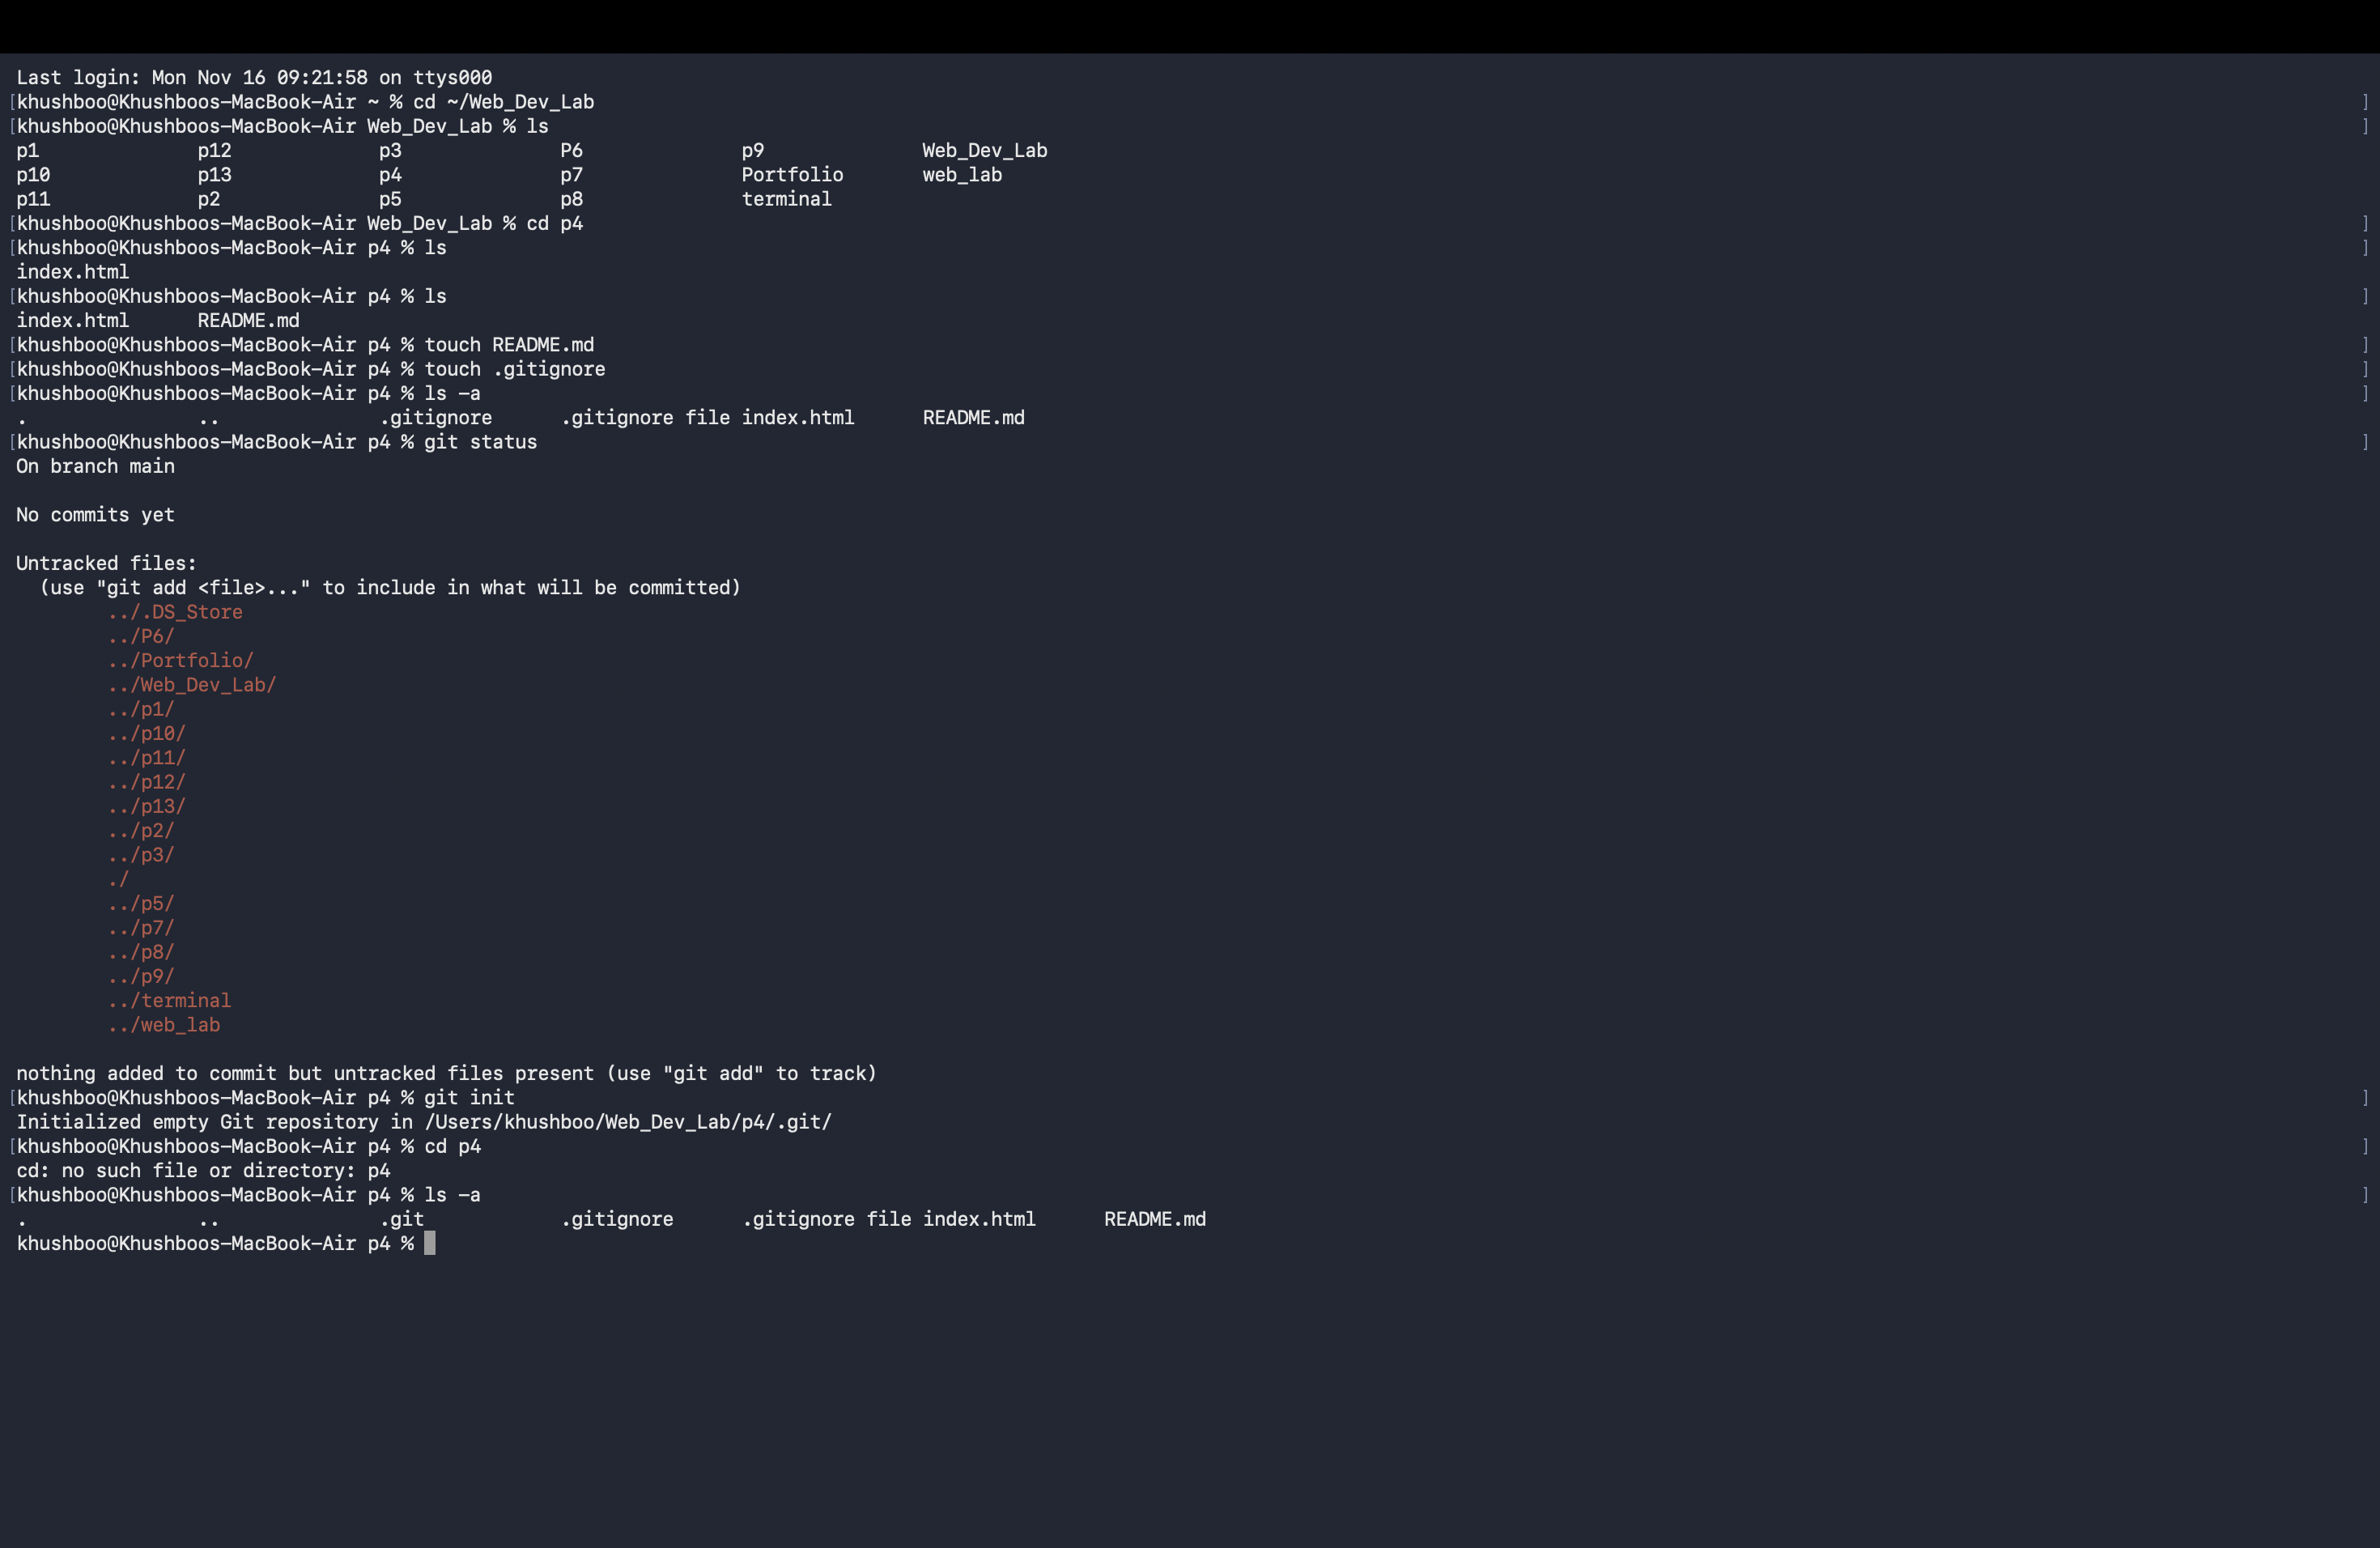 Last login: Mon Nov 16 09:21:58 on ttys000
[khushboo@Khushboos-MacBook-Air ~ % cd ~/Web_Dev_Lab ]
[khushboo@Khushboos-MacBook-Air Web_Dev_Lab % ls ]
p1 p12 p3 P6 p9 Web_Dev_Lab
p10 p13 p4 p7 Portfolio web_lab
p11 p2 p5 p8 terminal
[khushboo@Khushboos-MacBook-Air Web_Dev_Lab % cd p4 ]
[khushboo@Khushboos-MacBook-Air p4 % ls ]
index.html
[khushboo@Khushboos-MacBook-Air p4 % ls ]
index.html README.md
[khushboo@Khushboos-MacBook-Air p4 % touch README.md ]
[khushboo@Khushboos-MacBook-Air p4 % touch .gitignore ]
[khushboo@Khushboos-MacBook-Air p4 % ls -a ]
. .. .gitignore .gitignore file index.html README.md
[khushboo@Khushboos-MacBook-Air p4 % git status ]
On branch main
No commits yet
Untracked files:
(use "git add <file>..." to include in what will be committed)
../.DS_Store
../P6/
../Portfolio/
../Web_Dev_Lab/
../p1/
../p10/
../p11/
../p12/
../p13/
../p2/
../p3/
./
../p5/
../p7/
../p8/
../p9/
../terminal
../web_lab
nothing added to commit but untracked files present (use "git add" to track)
[khushboo@Khushboos-MacBook-Air p4 % git init ]
Initialized empty Git repository in /Users/khushboo/Web_Dev_Lab/p4/.git/
[khushboo@Khushboos-MacBook-Air p4 % cd p4 ]
cd: no such file or directory: p4
[khushboo@Khushboos-MacBook-Air p4 % ls -a ]
. .. .git .gitignore .gitignore file index.html README.md
khushboo@Khushboos-MacBook-Air p4 %